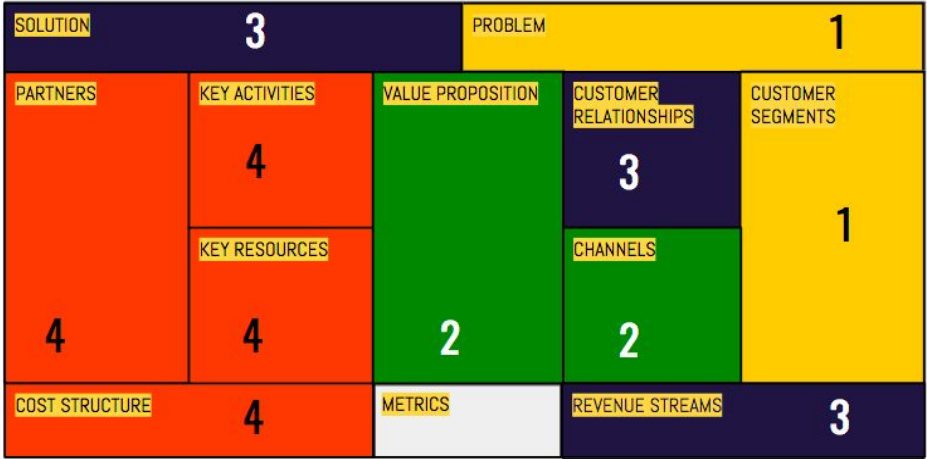 SOLUTION 3
PROBLEM 1
PARTNERS
4
KEY ACTIVITIES
4
KEY RESOURCES
4
VALUE PROPOSITION
2
CUSTOMER
RELATIONSHIPS
3
CHANNELS
2
CUSTOMER
SEGMENTS
1
COST STRUCTURE 4
METRICS
REVENUE STREAMS 3